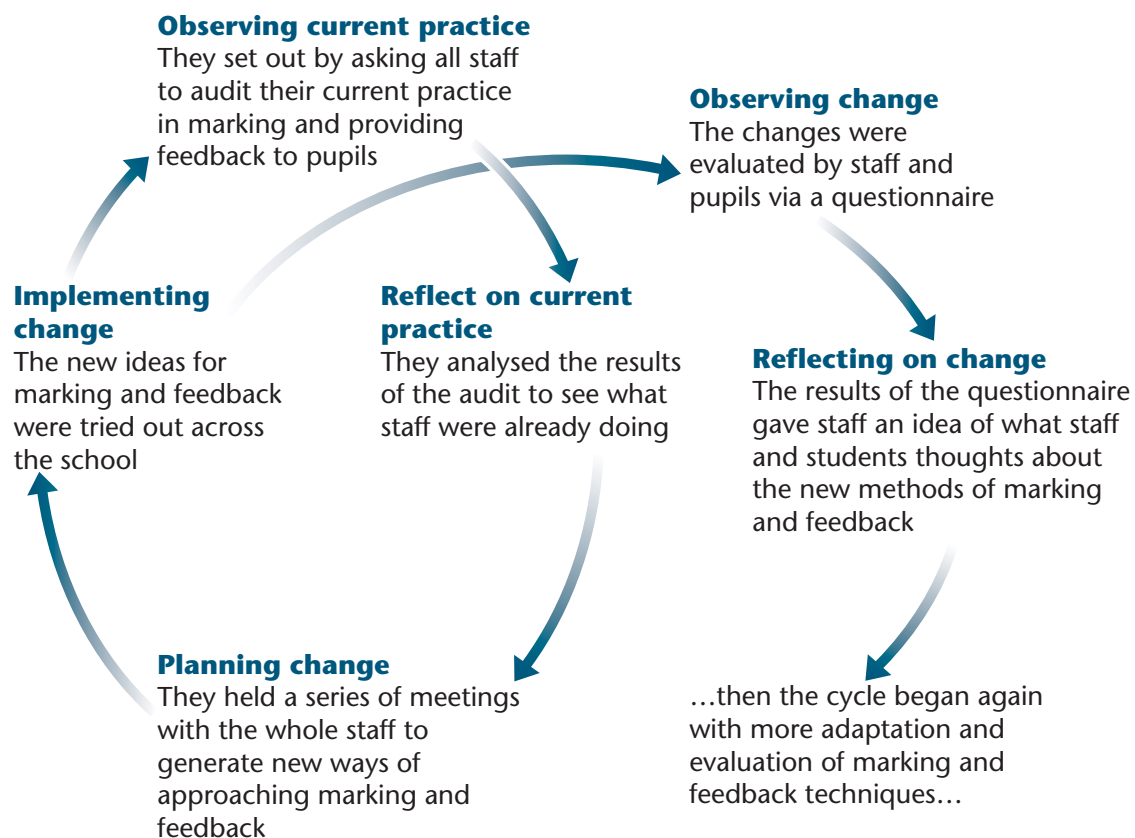 Observing current practice
They set out by asking all staff
to audit their current practice
in marking and providing
feedback to pupils
Reflect on current
practice
They analysed the results
of the audit to see what
staff were already doing
Planning change
They held a series of meetings
with the whole staff to
generate new ways of
approaching marking and
feedback
Implementing
change
The new ideas for
marking and feedback
were tried out across
the school
Observing change
The changes were
evaluated by staff and
pupils via a questionnaire
Reflecting on change
The results of the questionnaire
gave staff an idea of what staff
and students thoughts about
the new methods of marking
and feedback
…then the cycle began again
with more adaptation and
evaluation of marking and
feedback techniques…